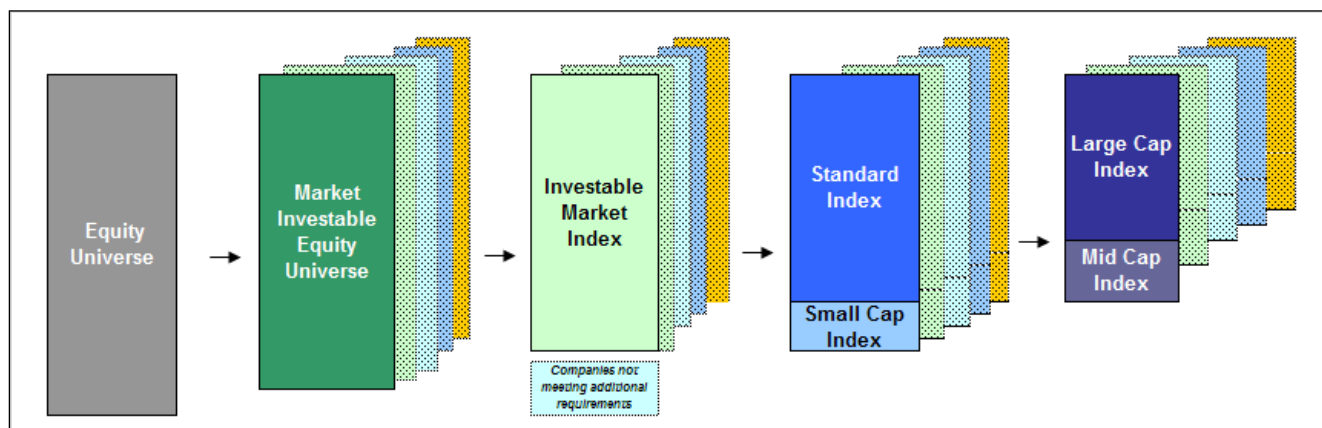 Equity
Universe
Market
Investable
Equity
Universe
Investable
Market
Index
Companies not
meeting additional
requirements
Standard
Index
Small Cap
Index
Large Cap
Index
Mid Cap
Index